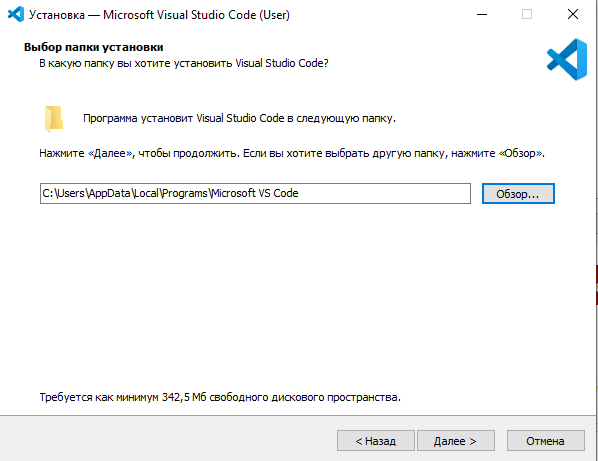 Установка — Microsoft Visual Studio Code (User)
Выбор папки установки
В какую папку вы хотите установить Visual Studio Code?
Программа установит Visual Studio Code в следующую папку.
Нажмите «Далее», чтобы продолжить. Если вы хотите выбрать другую папку, нажмите «Обзор».
C:\Users\AppData\Local\Programs\Microsoft VS Code
Обзор...
Требуется как минимум 342,5 Мб свободного дискового пространства.
< Назад
Далее >
Отмена